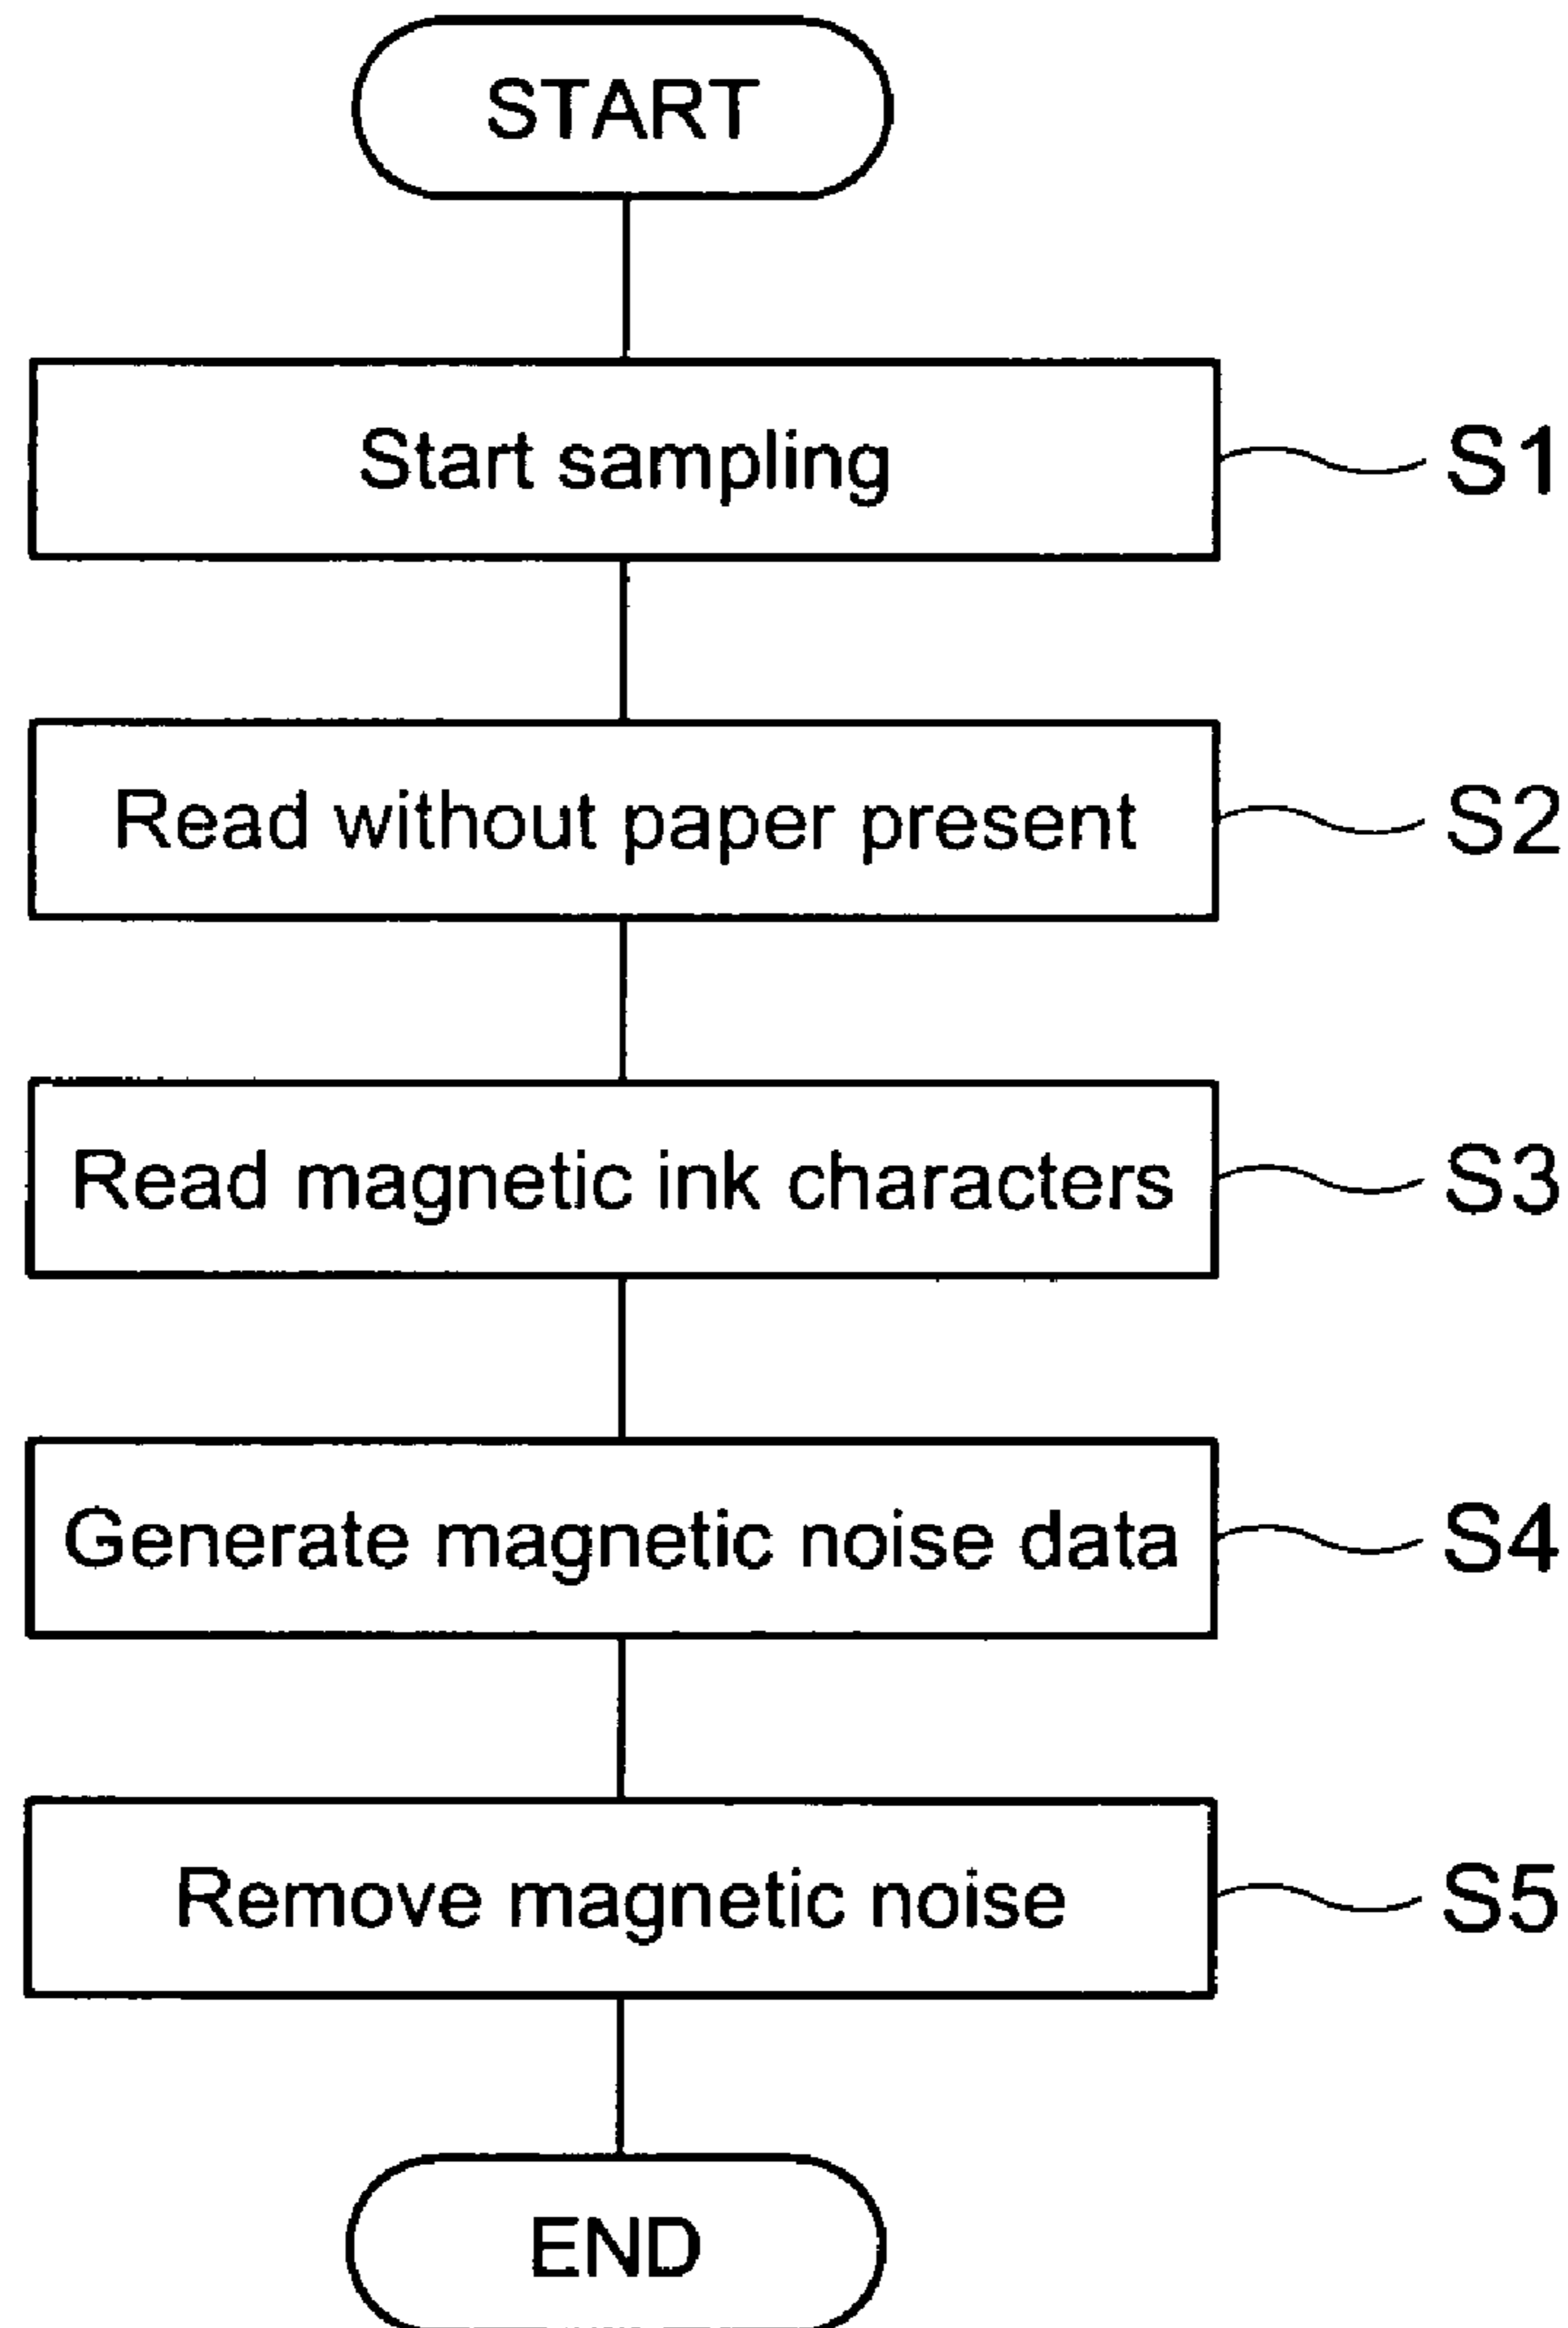 START
Start sampling
S1
Read without paper present
S2
Read magnetic ink characters
S3
Generate magnetic noise data
S4
Remove magnetic noise
S5
END